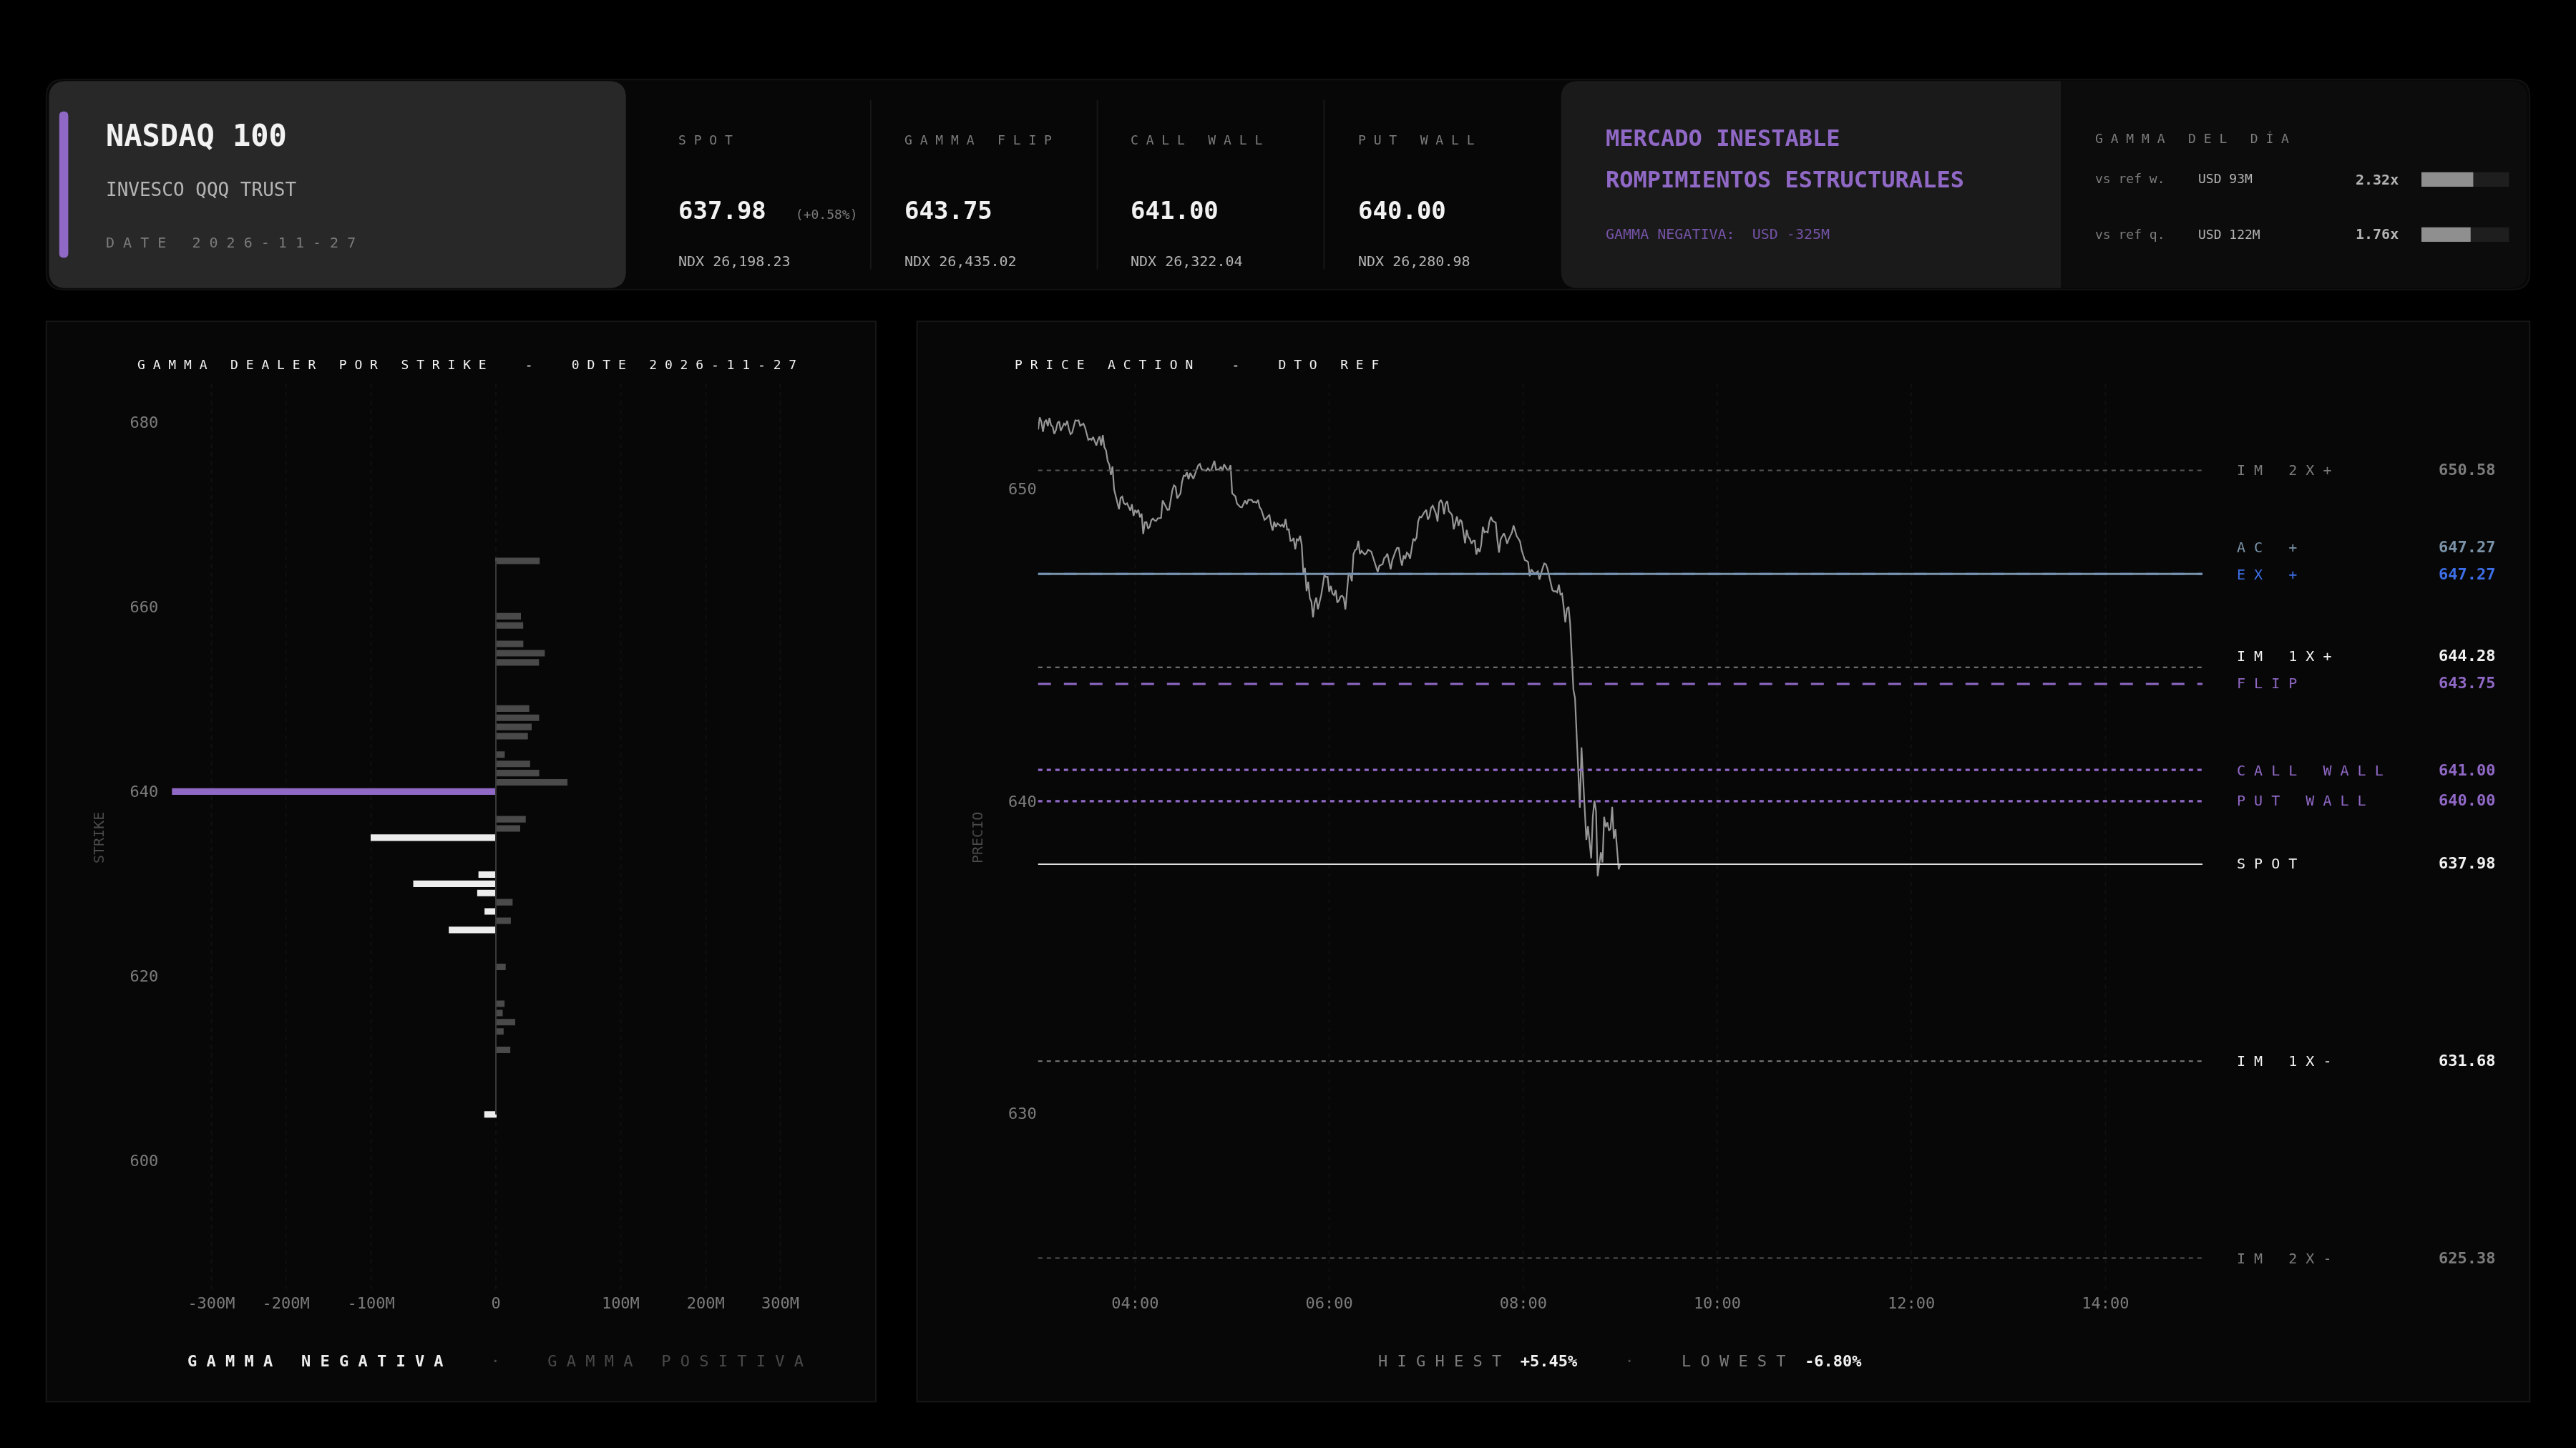 NASDAQ 100
INVESCO QQQ TRUST
DATE 2026-11-27
SPOT
637.98 (+0.58%)
NDX 26,198.23
GAMMA FLIP
643.75
NDX 26,435.02
CALL WALL
641.00
NDX 26,322.04
PUT WALL
640.00
NDX 26,280.98
MERCADO INESTABLE
ROMPIMIENTOS ESTRUCTURALES
GAMMA NEGATIVA: USD -325M
GAMMA DEL DÍA
vs ref w. USD 93M 2.32x
vs ref q. USD 122M 1.76x
GAMMA DEALER POR STRIKE - 0DTE 2026-11-27
680
660
640
620
600
STRIKE
-300M -200M -100M 0 100M 200M 300M
GAMMA NEGATIVA · GAMMA POSITIVA
PRICE ACTION - DTO REF
650
640
630
PRECIO
IM 2X+ 650.58
AC + 647.27
EX + 647.27
IM 1X+ 644.28
FLIP 643.75
CALL WALL 641.00
PUT WALL 640.00
SPOT 637.98
IM 1X- 631.68
IM 2X- 625.38
04:00 06:00 08:00 10:00 12:00 14:00
HIGHEST +5.45% · LOWEST -6.80%